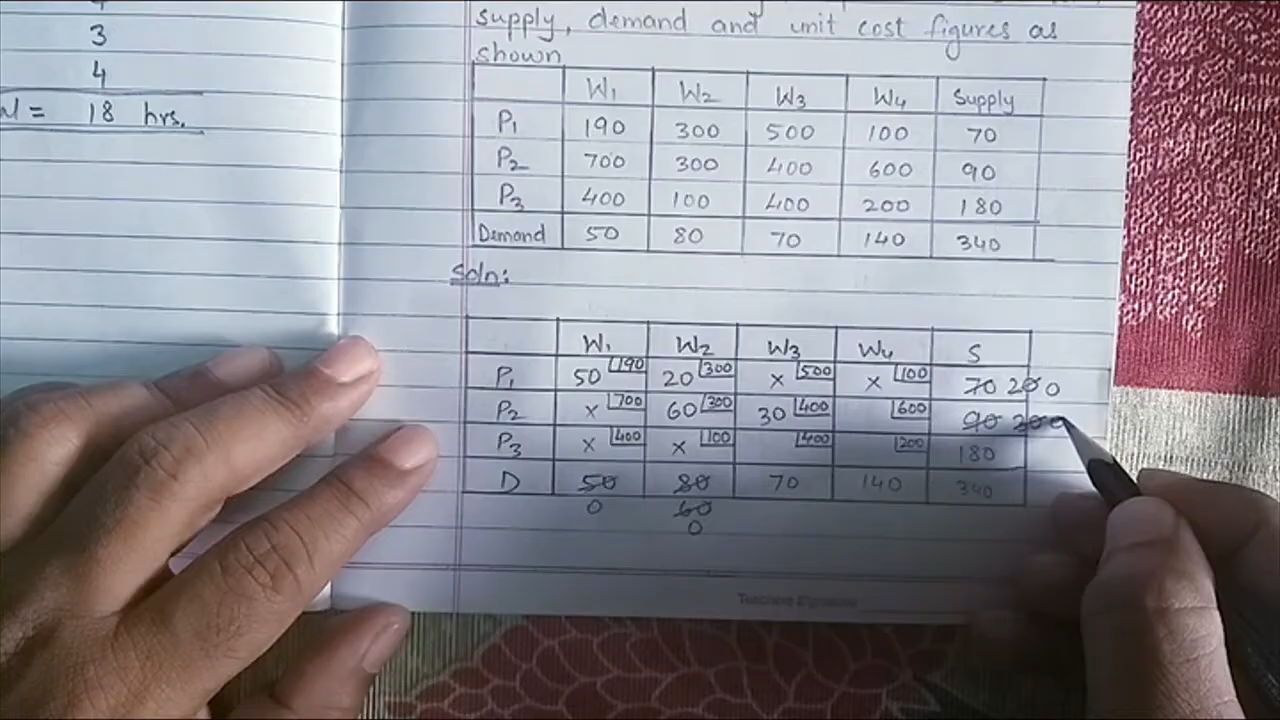 3
4
= 18 hrs.
supply, demand and unit cost figures as
shown
W1 W2 W3 W4 Supply
P1 190 300 500 100 70
P2 700 300 400 600 90
P3 400 100 400 200 180
Demand 50 80 70 140 340
Soln:
W1 W2 W3 W4 S
P1 50 190 20 300 × 500 × 100 70 20 0
P2 × 700 60 300 30 400 600 90 30 0
P3 × 400 × 100 400 200 180
D 50 80 70 140 340
0 60
0
Teacher's Signature